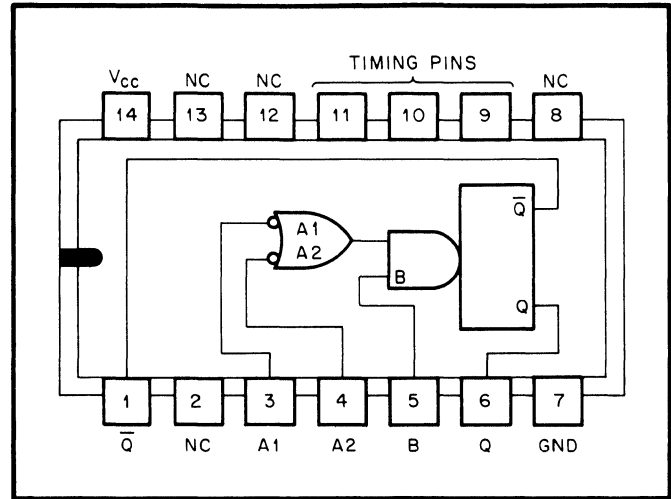 TIMING PINS
VCC NC NC NC
14 13 12 11 10 9 8
Q̅
A1
A2
B
Q
1 2 3 4 5 6 7
Q̅ NC A1 A2 B Q GND